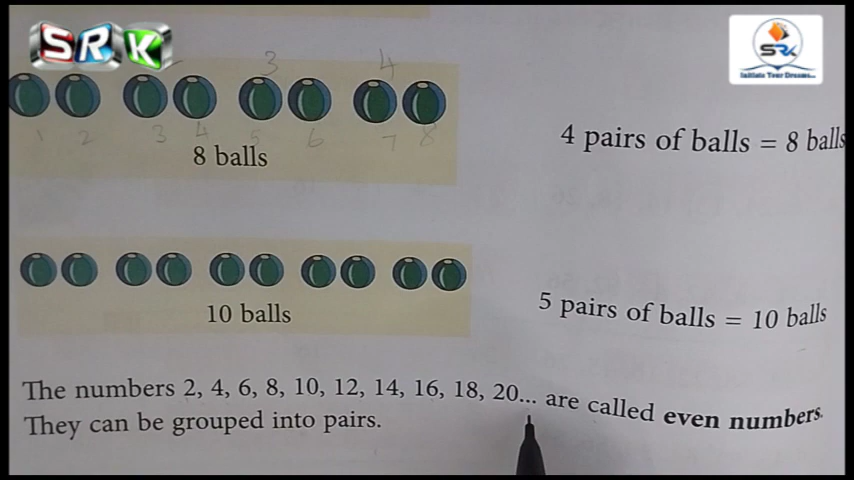 SRK
SRK
Initiate Your Dreams...
3 4
1 2 3 4 5 6 7 8
8 balls
4 pairs of balls = 8 balls
10 balls
5 pairs of balls = 10 balls
The numbers 2, 4, 6, 8, 10, 12, 14, 16, 18, 20... are called even numbers.
They can be grouped into pairs.